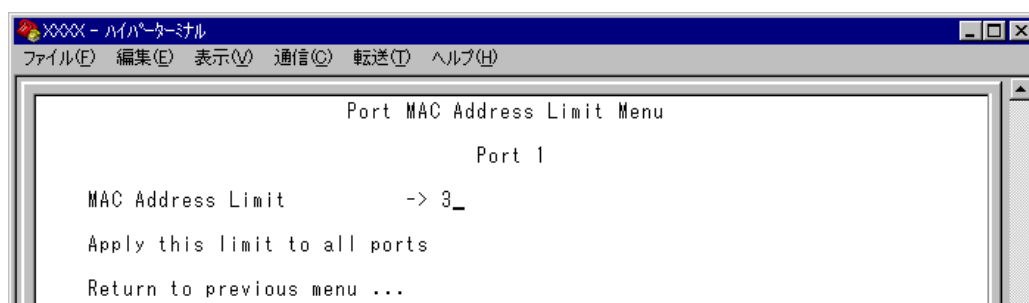 XXXX - ハイパーターミナル
ファイル(F) 編集(E) 表示(V) 通信(C) 転送(T) ヘルプ(H)
Port MAC Address Limit Menu
Port 1
MAC Address Limit -> 3_
Apply this limit to all ports
Return to previous menu ...